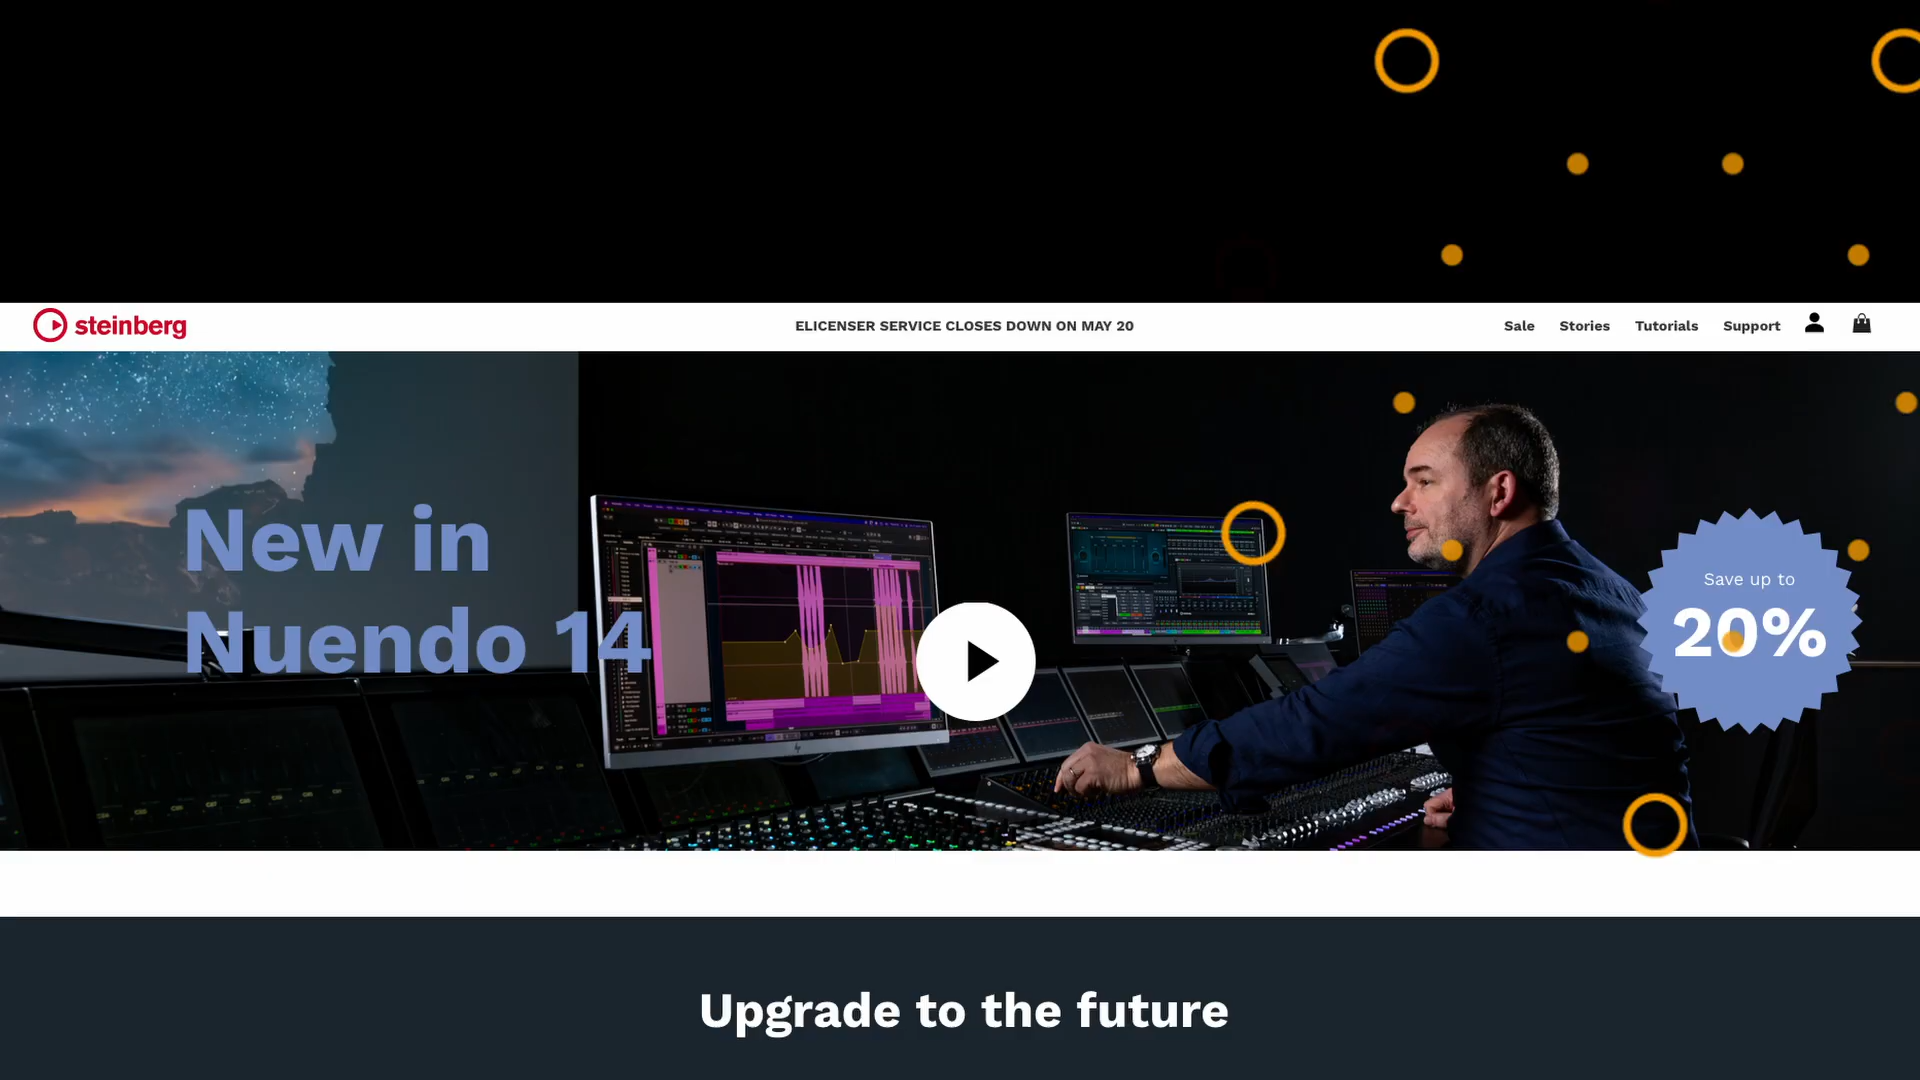 steinberg
ELICENSER SERVICE CLOSES DOWN ON MAY 20
Sale Stories Tutorials Support
New in
Nuendo 14
Save up to
20%
Upgrade to the future